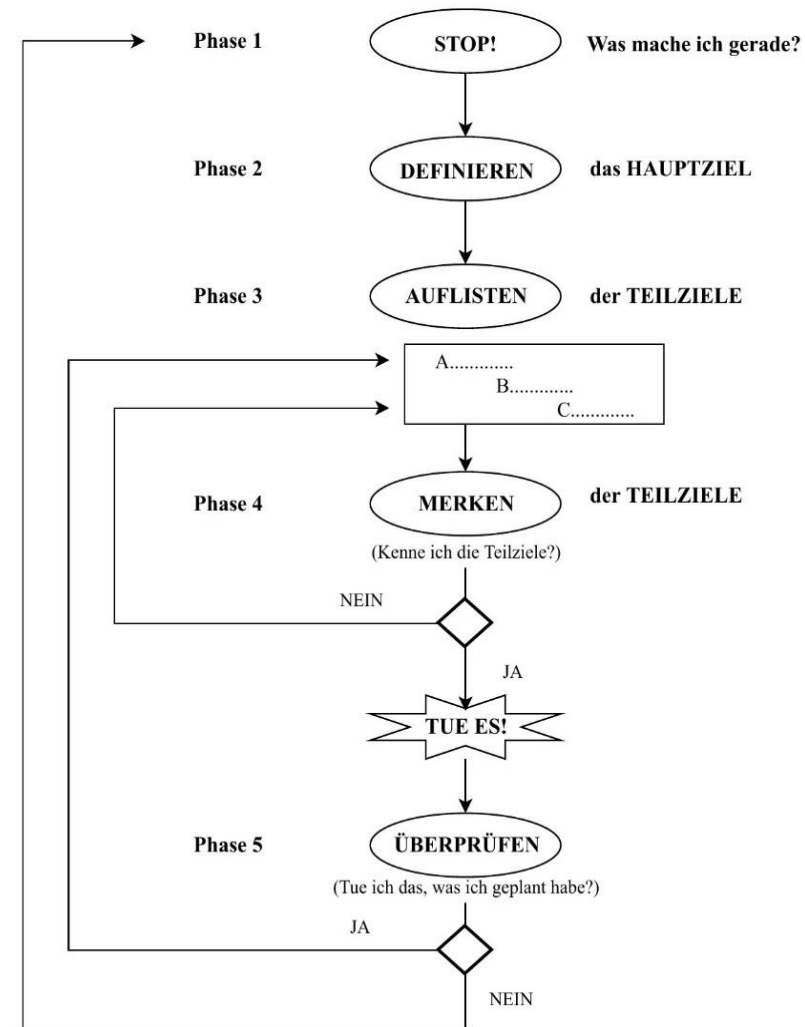 Phase 1 STOP! Was mache ich gerade?
Phase 2 DEFINIEREN das HAUPTZIEL
Phase 3 AUFLISTEN der TEILZIELE
A.............
B.............
C.............
Phase 4 MERKEN der TEILZIELE
(Kenne ich die Teilziele?)
NEIN
JA
TUE ES!
Phase 5 ÜBERPRÜFEN
(Tue ich das, was ich geplant habe?)
JA
NEIN